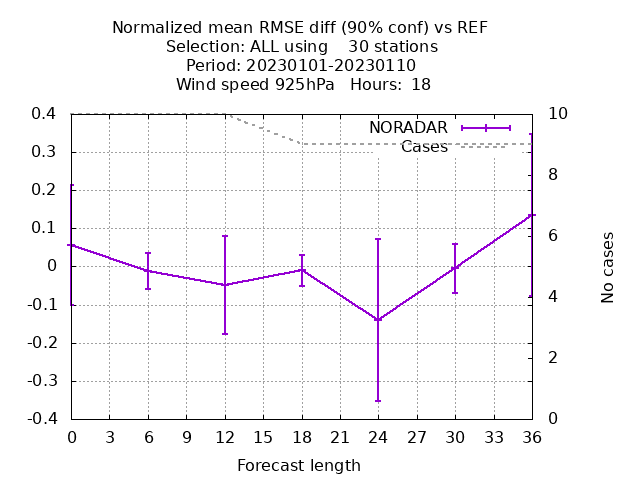 Normalized mean RMSE diff (90% conf) vs REF
Selection: ALL using    30 stations
Period: 20230101-20230110
Wind speed 925hPa   Hours:  18
NORADAR
Cases
0.4
0.3
0.2
0.1
0
-0.1
-0.2
-0.3
-0.4
10
8
6
4
2
0
No cases
0 3 6 9 12 15 18 21 24 27 30 33 36
Forecast length